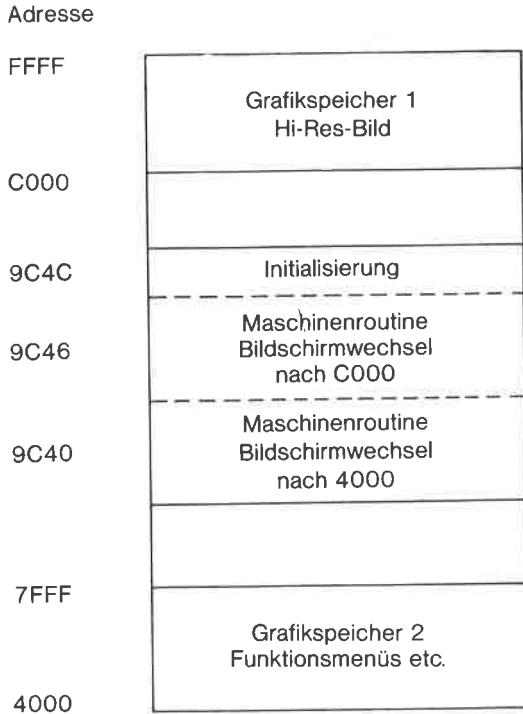 Adresse
FFFF
Grafikspeicher 1
Hi-Res-Bild
C000
9C4C
Initialisierung
9C46
Maschinenroutine
Bildschirmwechsel
nach C000
9C40
Maschinenroutine
Bildschirmwechsel
nach 4000
7FFF
Grafikspeicher 2
Funktionsmenüs etc.
4000